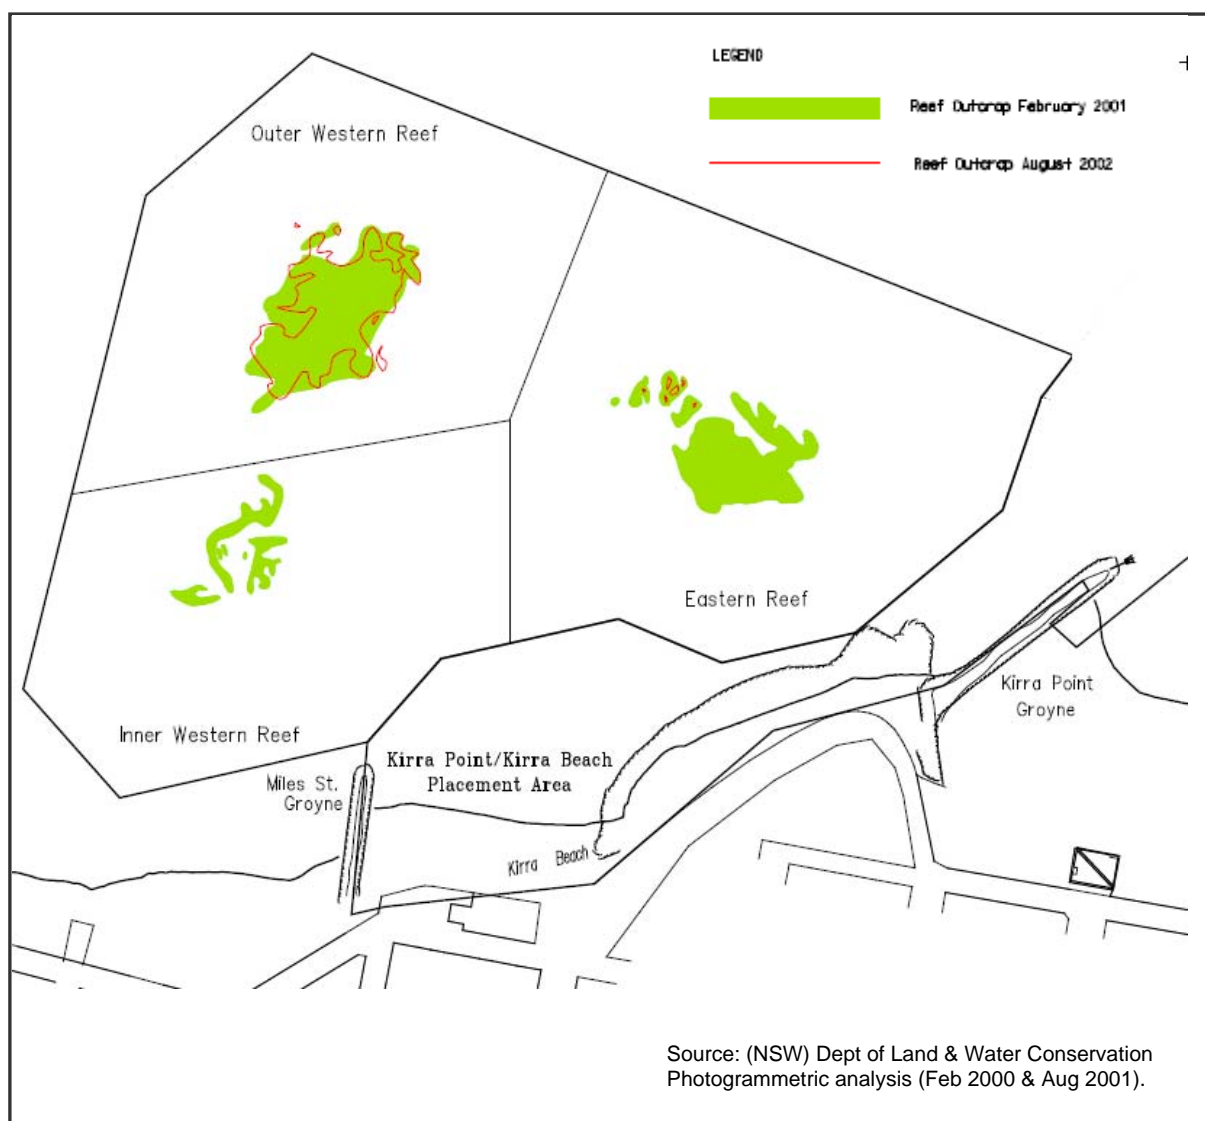 LEGEND
Reef Outcrop February 2001
Reef Outcrop August 2002
Outer Western Reef
Eastern Reef
Kirra Point
Groyne
Inner Western Reef
Kirra Point/Kirra Beach
Placement Area
Miles St.
Groyne
Kirra Beach
Source: (NSW) Dept of Land & Water Conservation
Photogrammetric analysis (Feb 2000 & Aug 2001).